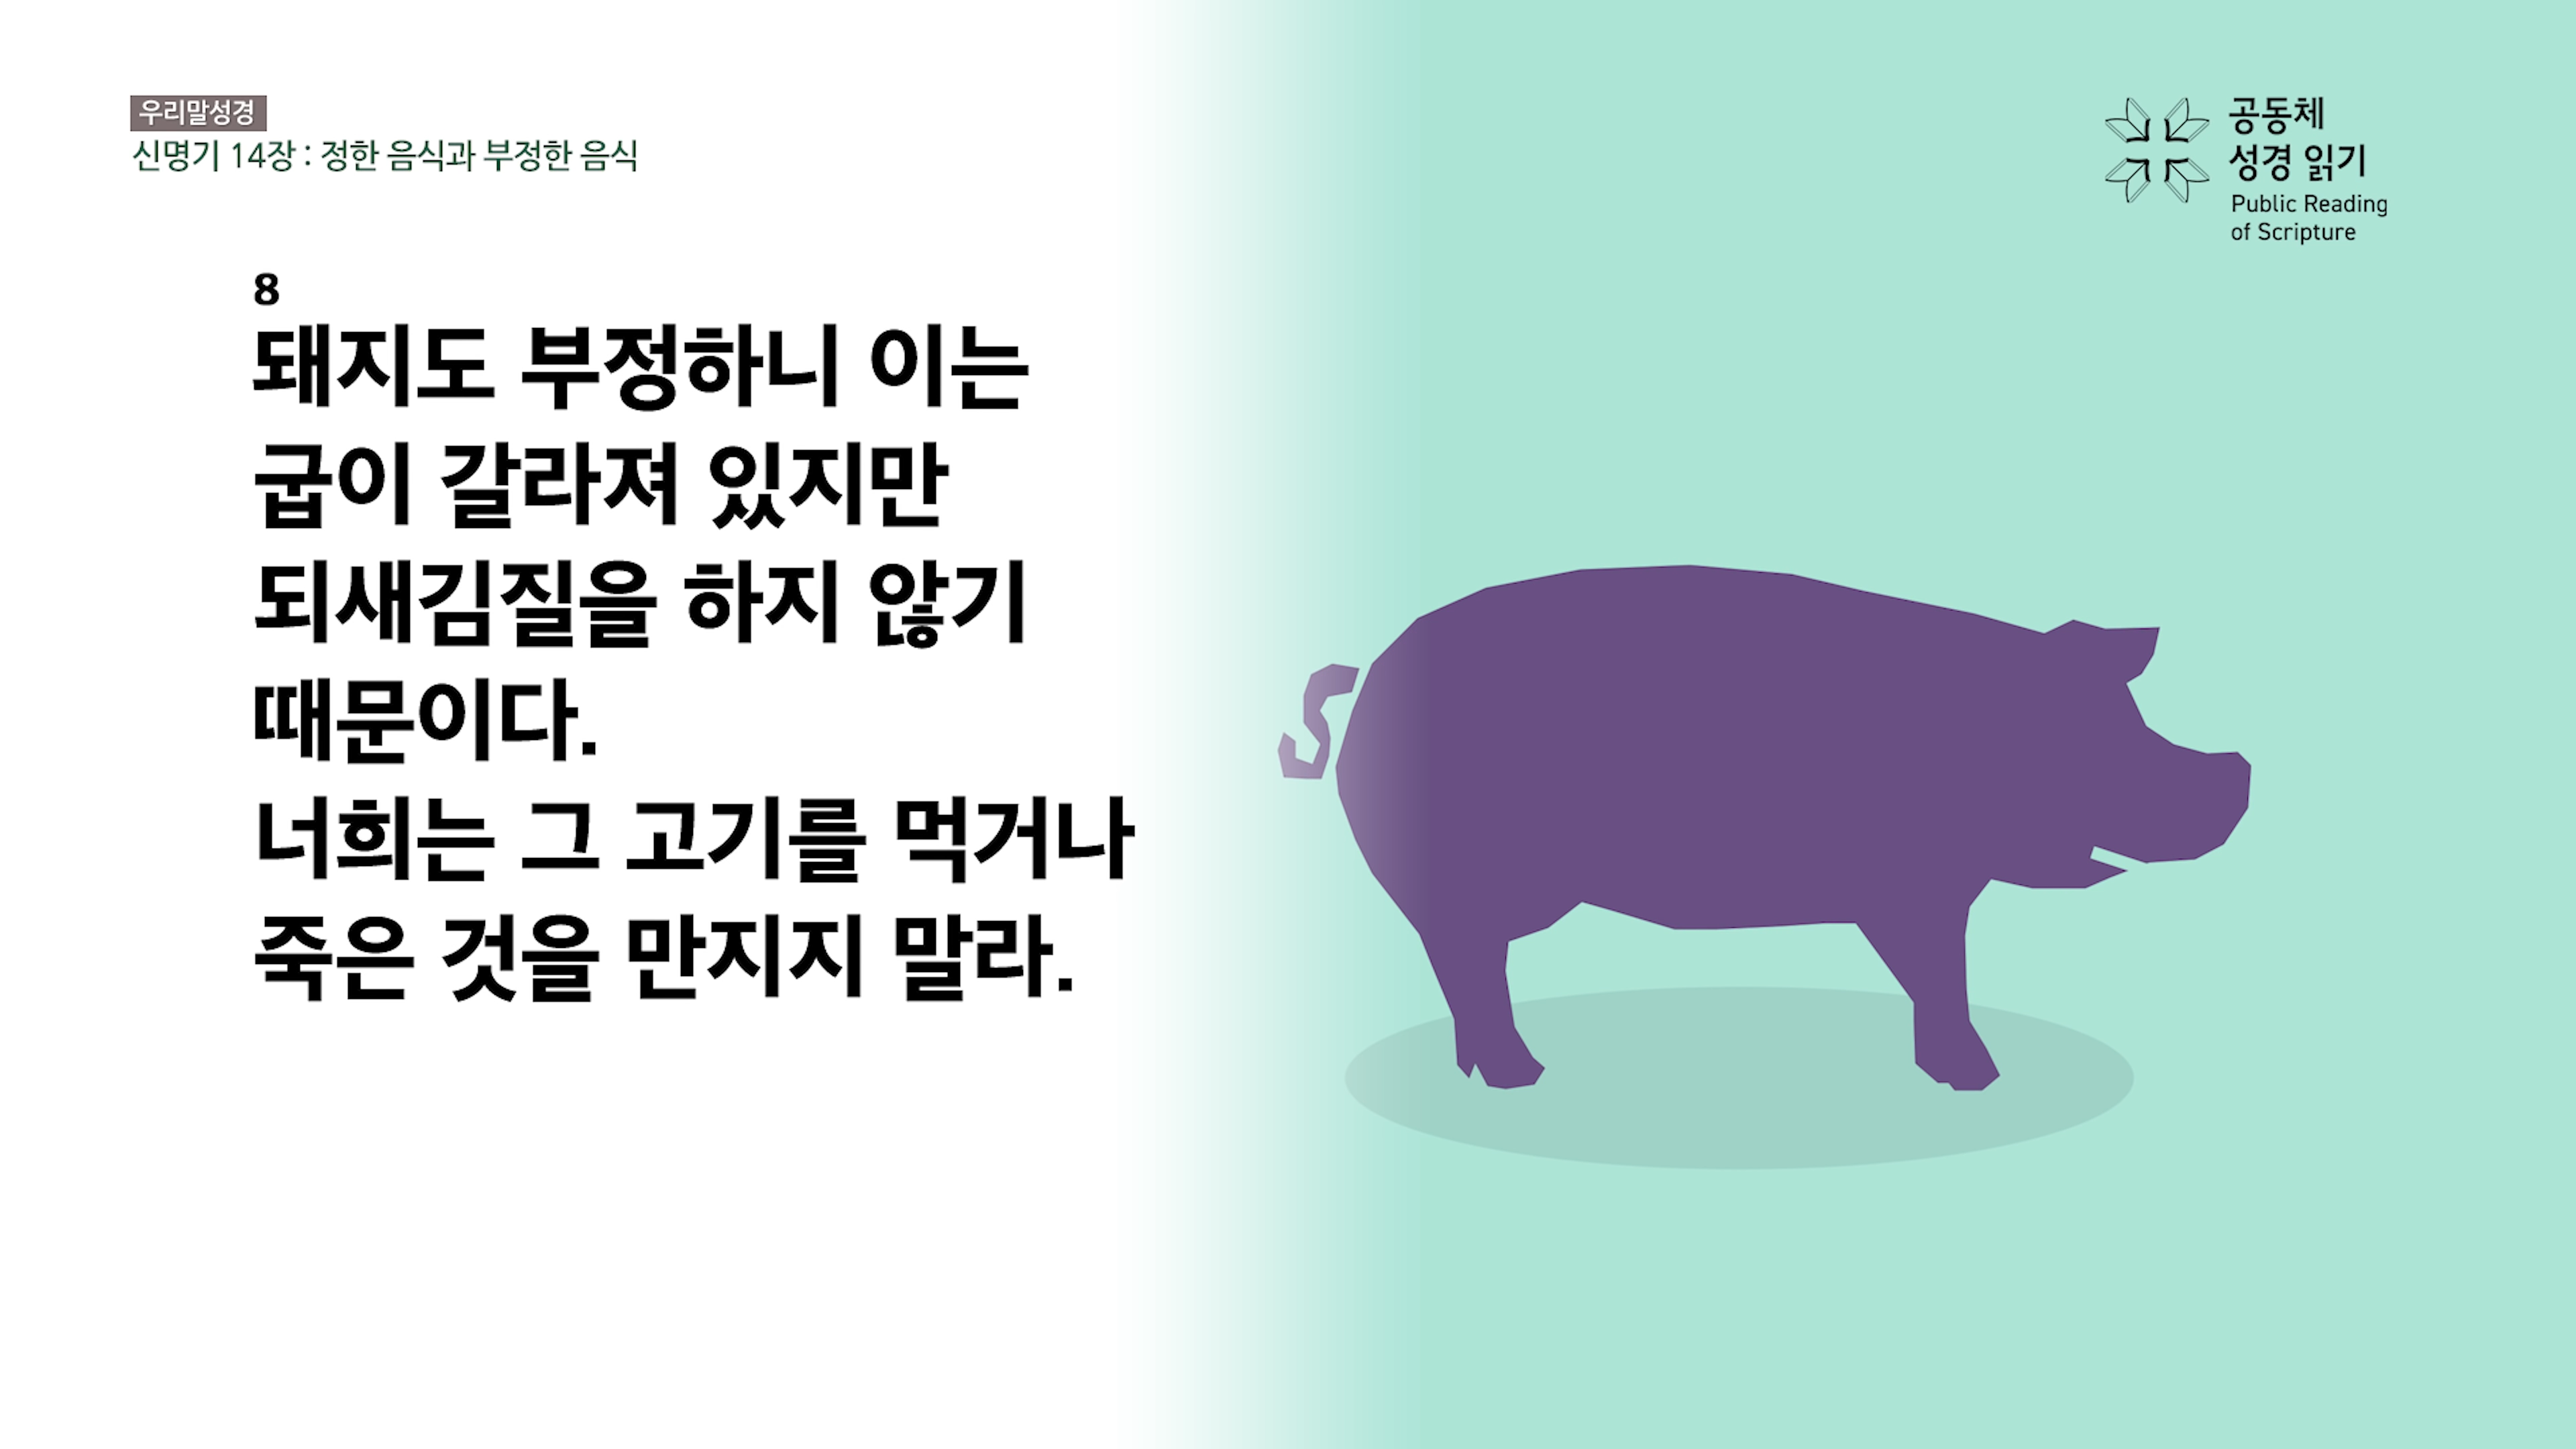 우리말성경
신명기 14장 : 정한 음식과 부정한 음식
공동체
성경 읽기
Public Reading
of Scripture
8
돼지도 부정하니 이는
굽이 갈라져 있지만
되새김질을 하지 않기
때문이다.
너희는 그 고기를 먹거나
죽은 것을 만지지 말라.